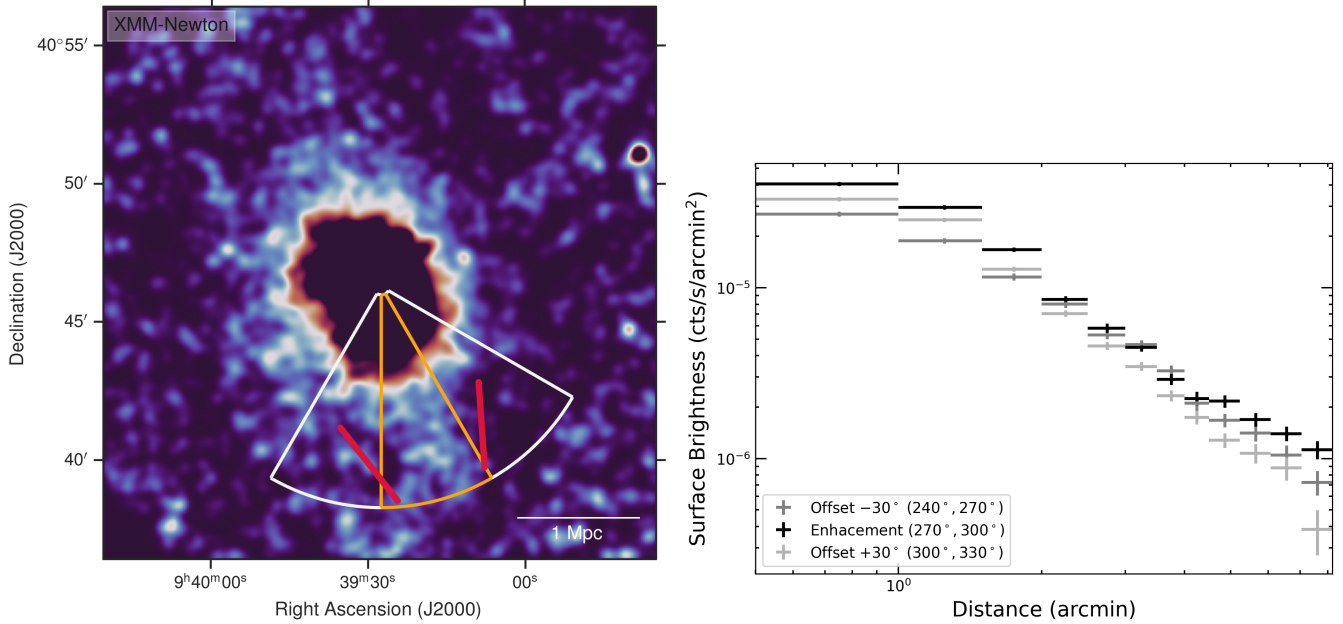 XMM-Newton
40°55′
50′
45′
40′
Declination (J2000)
1 Mpc
9ʰ40ᵐ00ˢ
39ᵐ30ˢ
00ˢ
Right Ascension (J2000)
Surface Brightness (cts/s/arcmin²)
10⁻⁵
10⁻⁶
Offset −30° (240°, 270°)
Enhacement (270°, 300°)
Offset +30° (300°, 330°)
10⁰
Distance (arcmin)